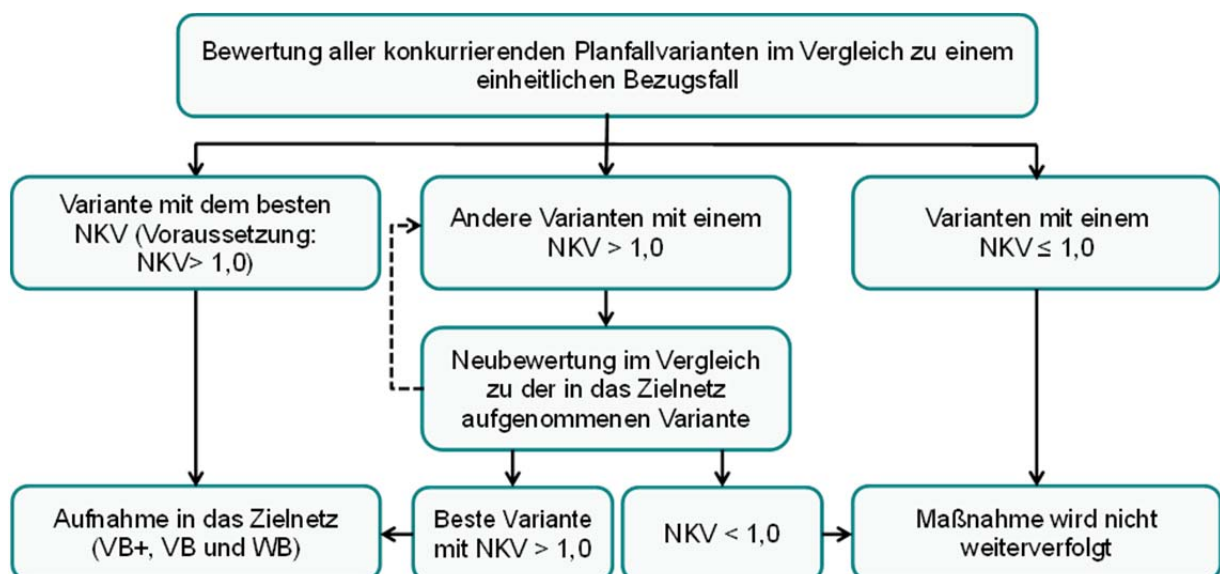 Bewertung aller konkurrierenden Planfallvarianten im Vergleich zu einem
einheitlichen Bezugsfall
Variante mit dem besten
NKV (Voraussetzung:
NKV> 1,0)
Andere Varianten mit einem
NKV > 1,0
Varianten mit einem
NKV ≤ 1,0
Neubewertung im Vergleich
zu der in das Zielnetz
aufgenommenen Variante
Aufnahme in das Zielnetz
(VB+, VB und WB)
Beste Variante
mit NKV > 1,0
NKV < 1,0
Maßnahme wird nicht
weiterverfolgt